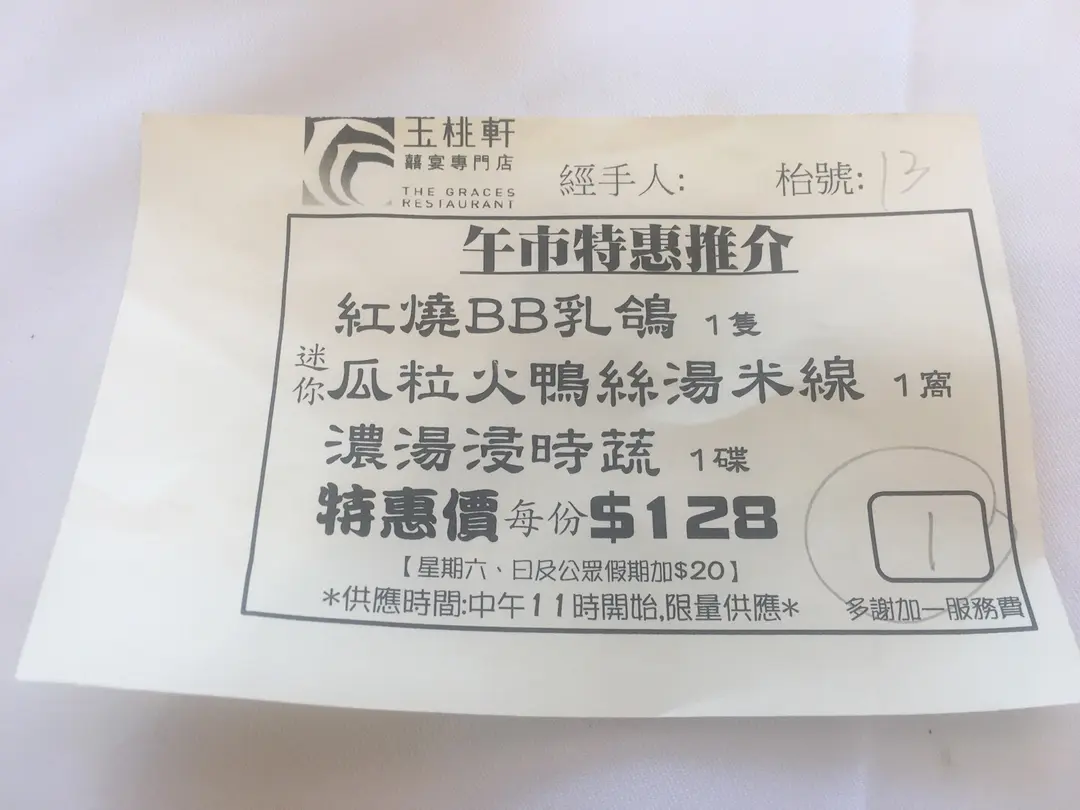 玉桃軒
囍宴專門店
THE GRACES
RESTAURANT
經手人:
枱號: 13
午市特惠推介
紅燒BB乳鴿 1隻
迷你瓜粒火鴨絲湯米線 1窩
濃湯浸時蔬 1碟
特惠價每份$128
1
【星期六、日及公眾假期加$20】
*供應時間:中午11時開始,限量供應*
多謝加一服務費